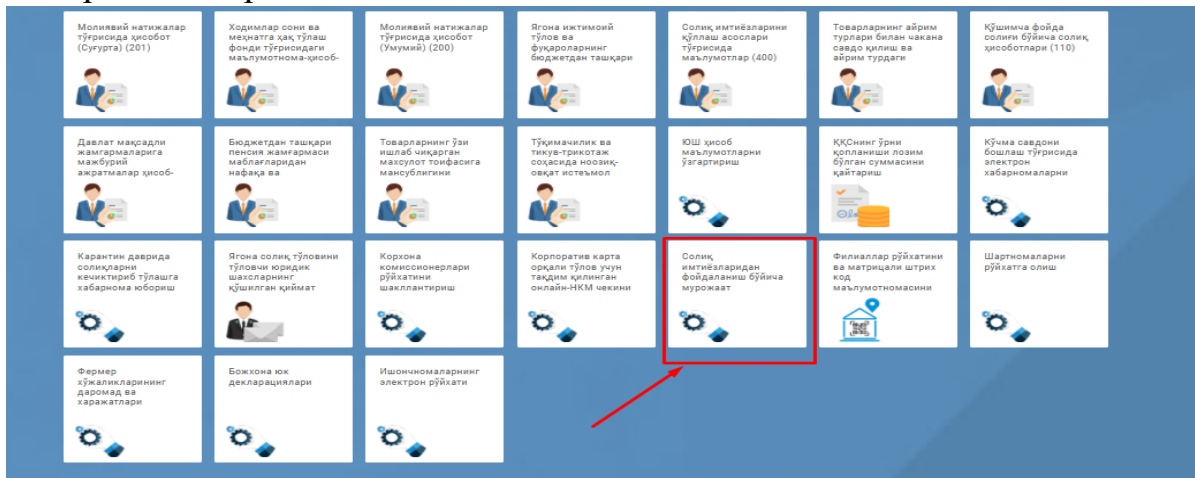 Молиявий натижалар
тўғрисида ҳисобот
(Суғурта) (201)
Ходимлар сони ва
меҳнатга ҳақ тўлаш
фонди тўғрисидаги
маълумотнома-ҳисоб-
Молиявий натижалар
тўғрисида ҳисобот
(Умумий) (200)
Ягона ижтимоий
тўлов ва
фуқароларнинг
бюджетдан ташқари
Солиқ имтиёзларини
қўллаш асослари
тўғрисида
маълумотлар (400)
Товарларнинг айрим
турлари билан чакана
савдо қилиш ва
айрим турдаги
Қўшимча фойда
солиғи бўйича солиқ
ҳисоботлари (110)
Давлат мақсадли
жамғармаларига
мажбурий
ажратмалар ҳисоб-
Бюджетдан ташқари
пенсия жамғармаси
маблағларидан
нафақа ва
Товарларнинг ўзи
ишлаб чиқарган
махсулот тоифасига
мансублигини
Тўқимачилик ва
тикув-трикотаж
соҳасида ноозиқ-
овқат истеъмол
ЮШ ҳисоб
маълумотларни
ўзгартириш
ҚҚСнинг ўрни
қопланиши лозим
бўлган суммасини
қайтариш
Кўчма савдони
бошлаш тўғрисида
электрон
хабарномаларни
Карантин даврида
солиқларни
кечиктириб тўлашга
хабарнома юбориш
Ягона солиқ тўловини
тўловчи юридик
шахсларнинг
қўшилган қиймат
Корхона
комиссионерлари
рўйхатини
шакллантириш
Корпоратив карта
орқали тўлов учун
тақдим қилинган
онлайн-НКМ чекини
Солиқ
имтиёзларидан
фойдаланиш бўйича
мурожаат
Филиаллар рўйхатини
ва матрицали штрих
код
маълумотномасини
Шартномаларни
рўйхатга олиш
Фермер
хўжаликларининг
даромад ва
харажатлари
Божхона юк
декларациялари
Ишончномаларнинг
электрон рўйхати